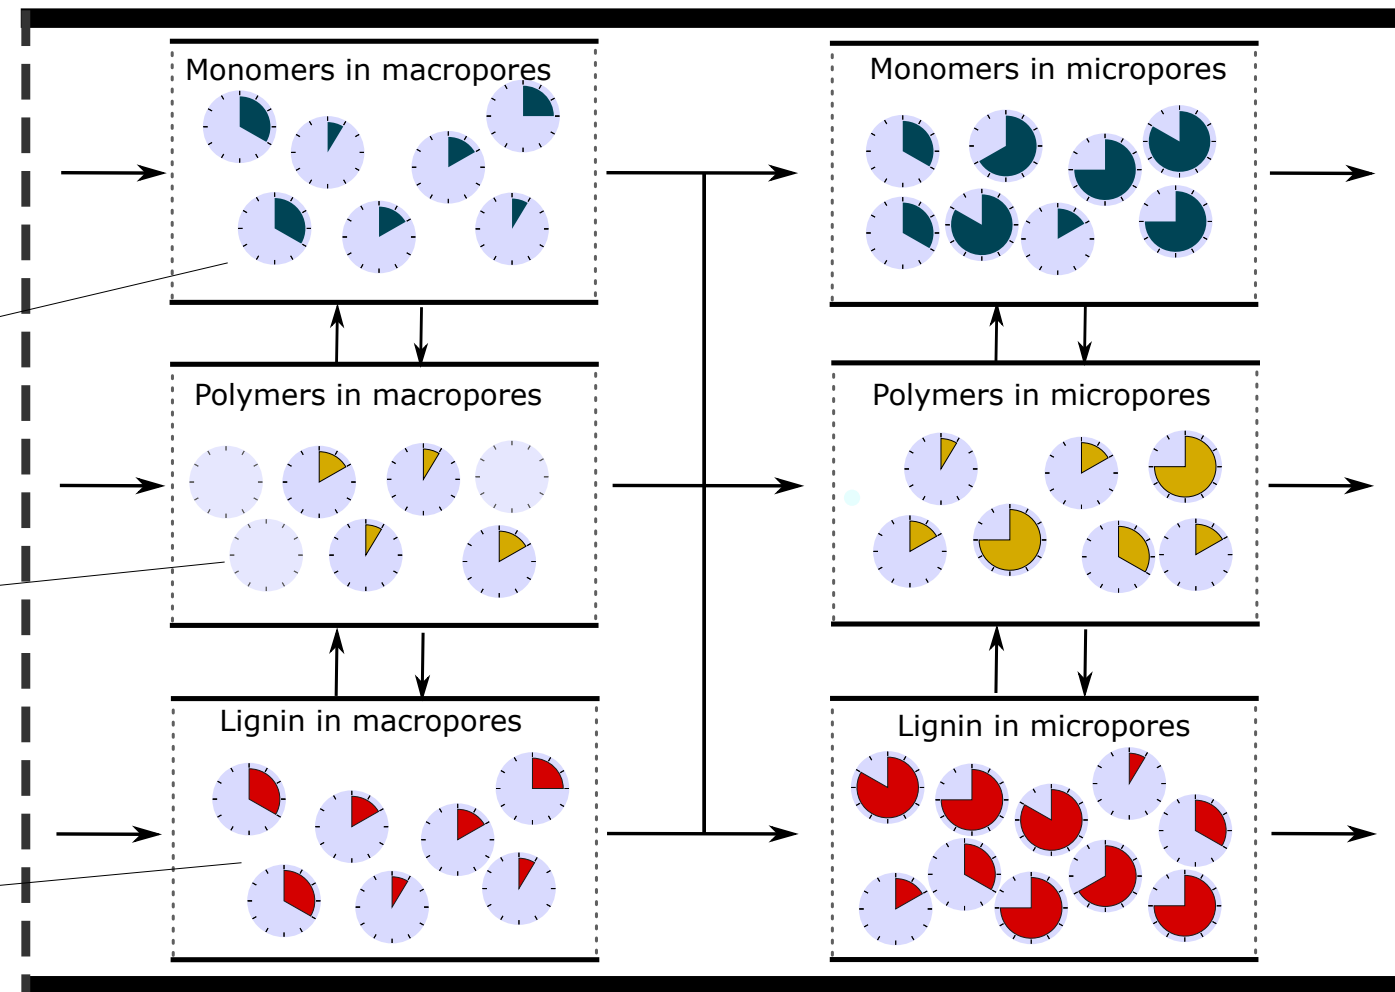 Monomers in macropores
Monomers in micropores
Polymers in macropores
Polymers in micropores
Lignin in macropores
Lignin in micropores